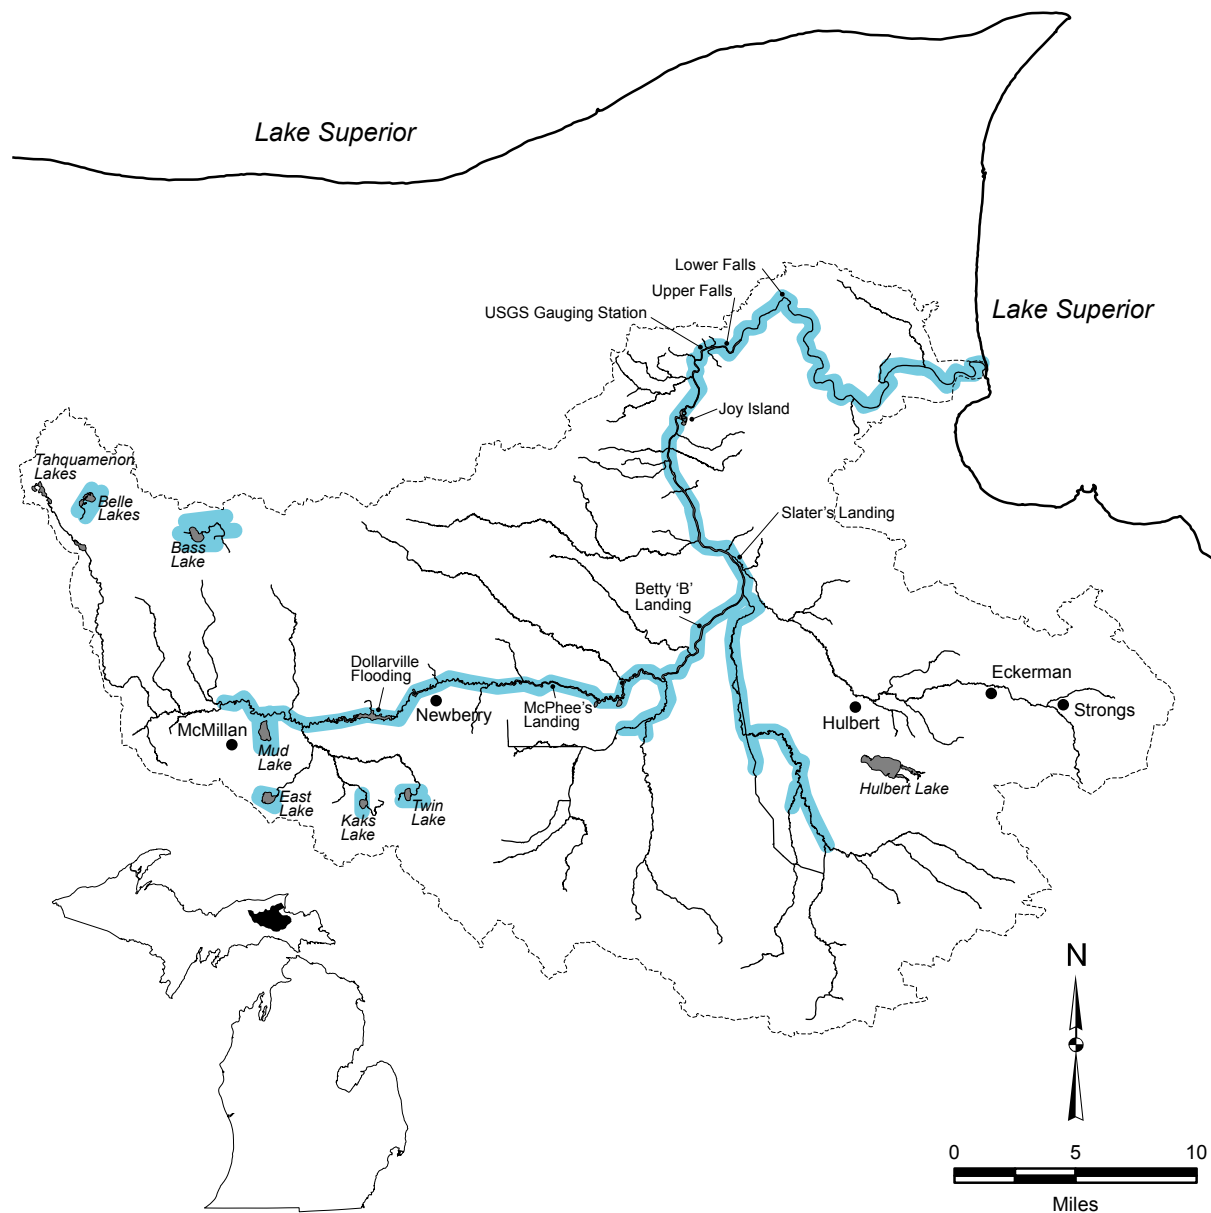 Lake Superior
Lower Falls
Upper Falls
USGS Gauging Station
Lake Superior
Joy Island
Tahquamenon
Lakes
Belle
Lakes
Bass
Lake
Slater's Landing
Betty 'B'
Landing
Dollarville
Flooding
Newberry
McPhee's
Landing
Eckerman
Strongs
Hulbert
Hulbert Lake
McMillan
Mud
Lake
East
Lake
Kaks
Lake
Twin
Lake
N
0 5 10
Miles